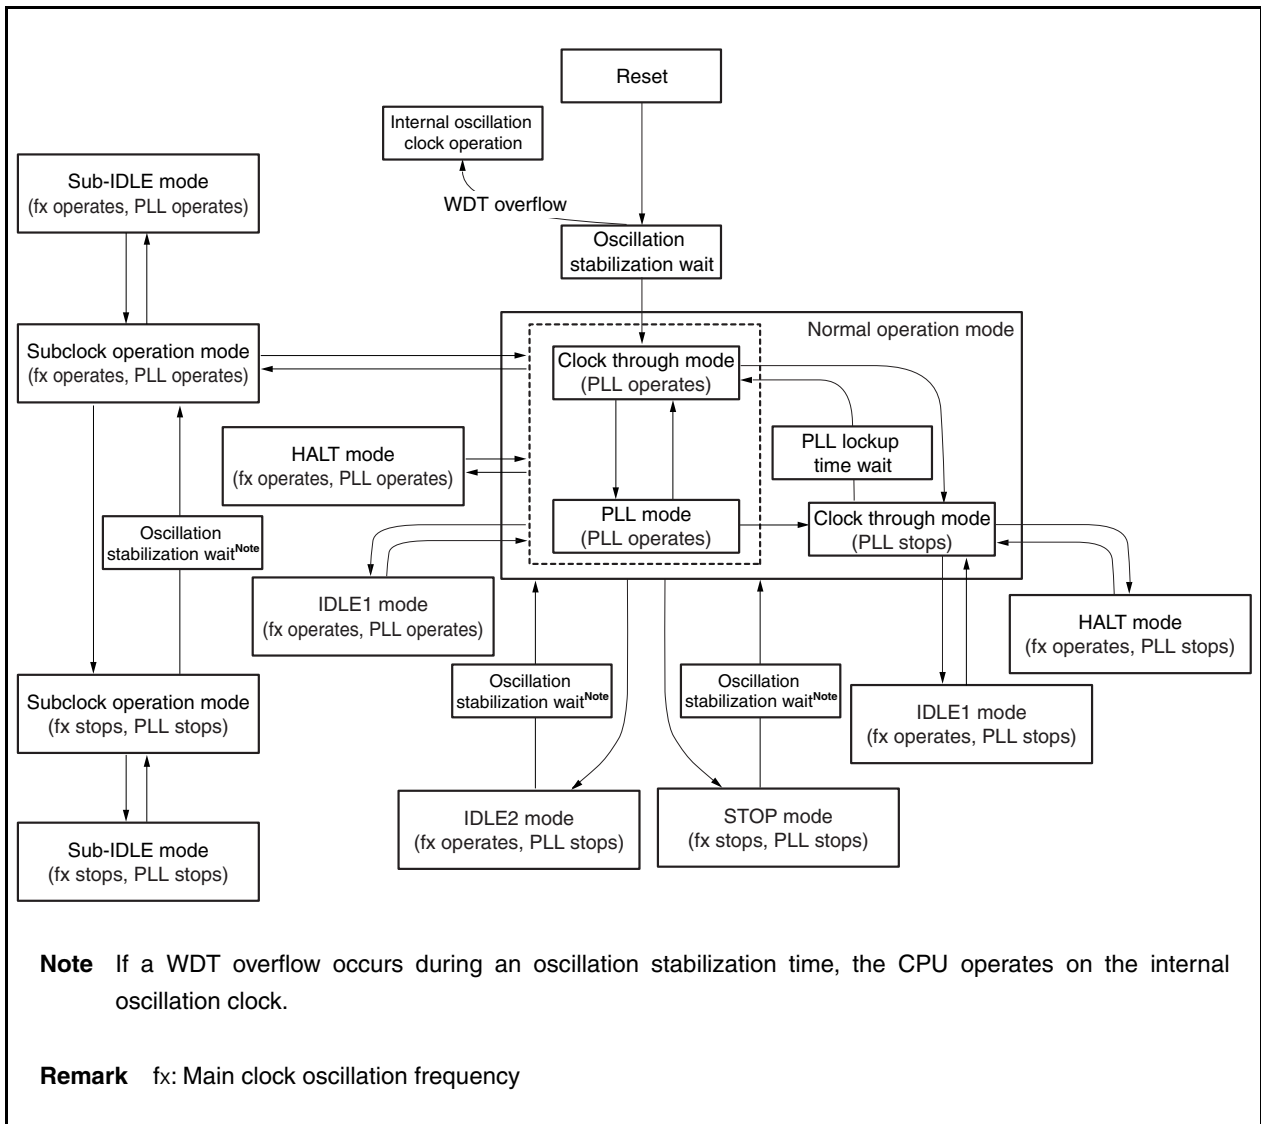 Reset
Internal oscillation
clock operation
WDT overflow
Sub-IDLE mode
(fx operates, PLL operates)
Oscillation
stabilization wait
Normal operation mode
Subclock operation mode
(fx operates, PLL operates)
Clock through mode
(PLL operates)
HALT mode
(fx operates, PLL operates)
PLL lockup
time wait
PLL mode
(PLL operates)
Clock through mode
(PLL stops)
Oscillation
stabilization waitNote
IDLE1 mode
(fx operates, PLL operates)
HALT mode
(fx operates, PLL stops)
Oscillation
stabilization waitNote
Oscillation
stabilization waitNote
Subclock operation mode
(fx stops, PLL stops)
IDLE1 mode
(fx operates, PLL stops)
IDLE2 mode
(fx operates, PLL stops)
STOP mode
(fx stops, PLL stops)
Sub-IDLE mode
(fx stops, PLL stops)
Note If a WDT overflow occurs during an oscillation stabilization time, the CPU operates on the internal
oscillation clock.
Remark fx: Main clock oscillation frequency